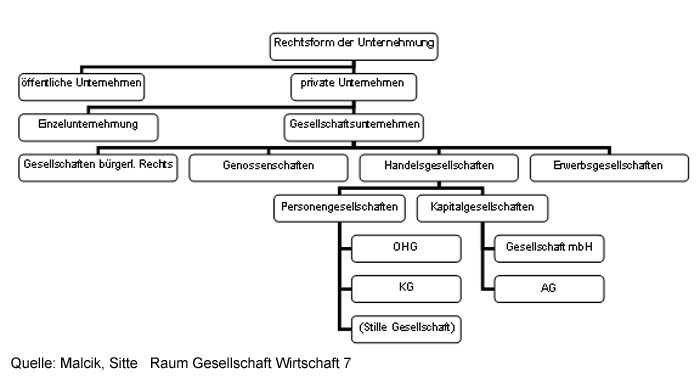 Rechtsform der Unternehmung
öffentliche Unternehmen
private Unternehmen
Einzelunternehmung
Gesellschaftsunternehmen
Gesellschaften bürgerl. Rechts
Genossenschaften
Handelsgesellschaften
Erwerbsgesellschaften
Personengesellschaften
Kapitalgesellschaften
OHG
Gesellschaft mbH
KG
AG
(Stille Gesellschaft)
Quelle: Malcik, Sitte Raum Gesellschaft Wirtschaft 7